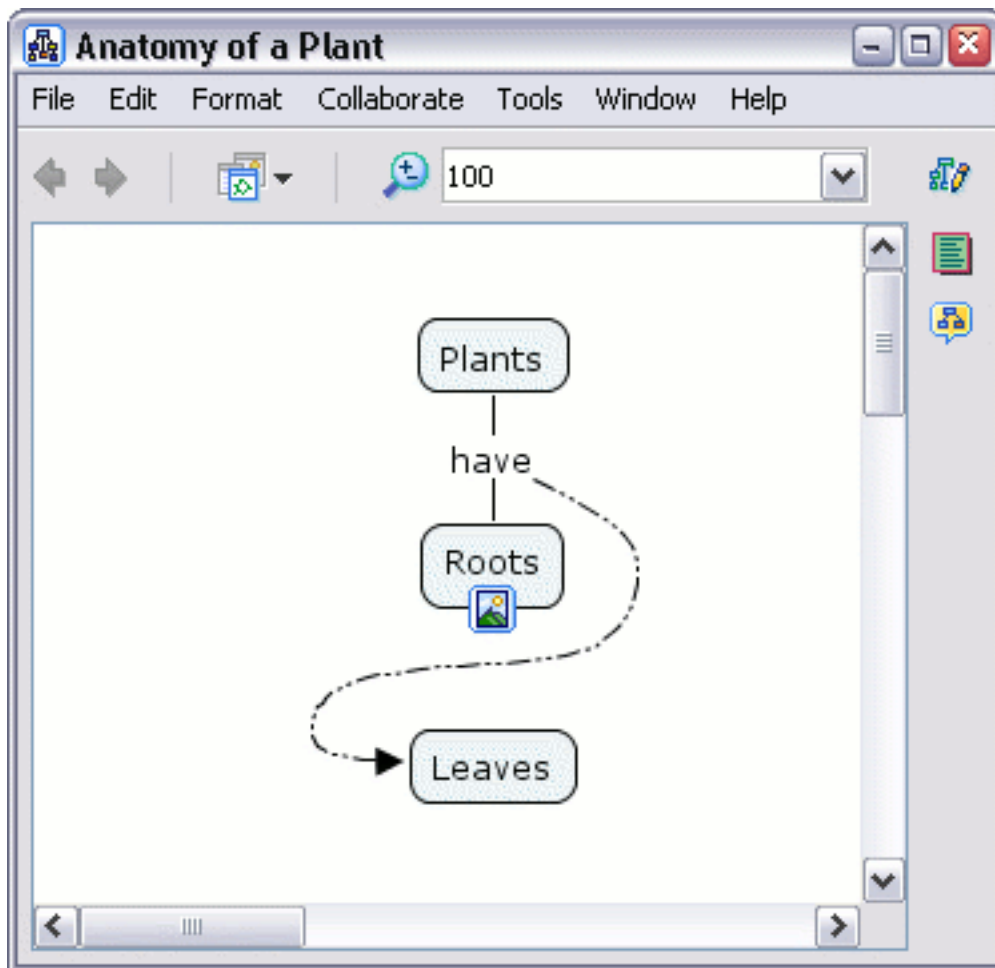 Anatomy of a Plant
File Edit Format Collaborate Tools Window Help
100
Plants
have
Roots
Leaves